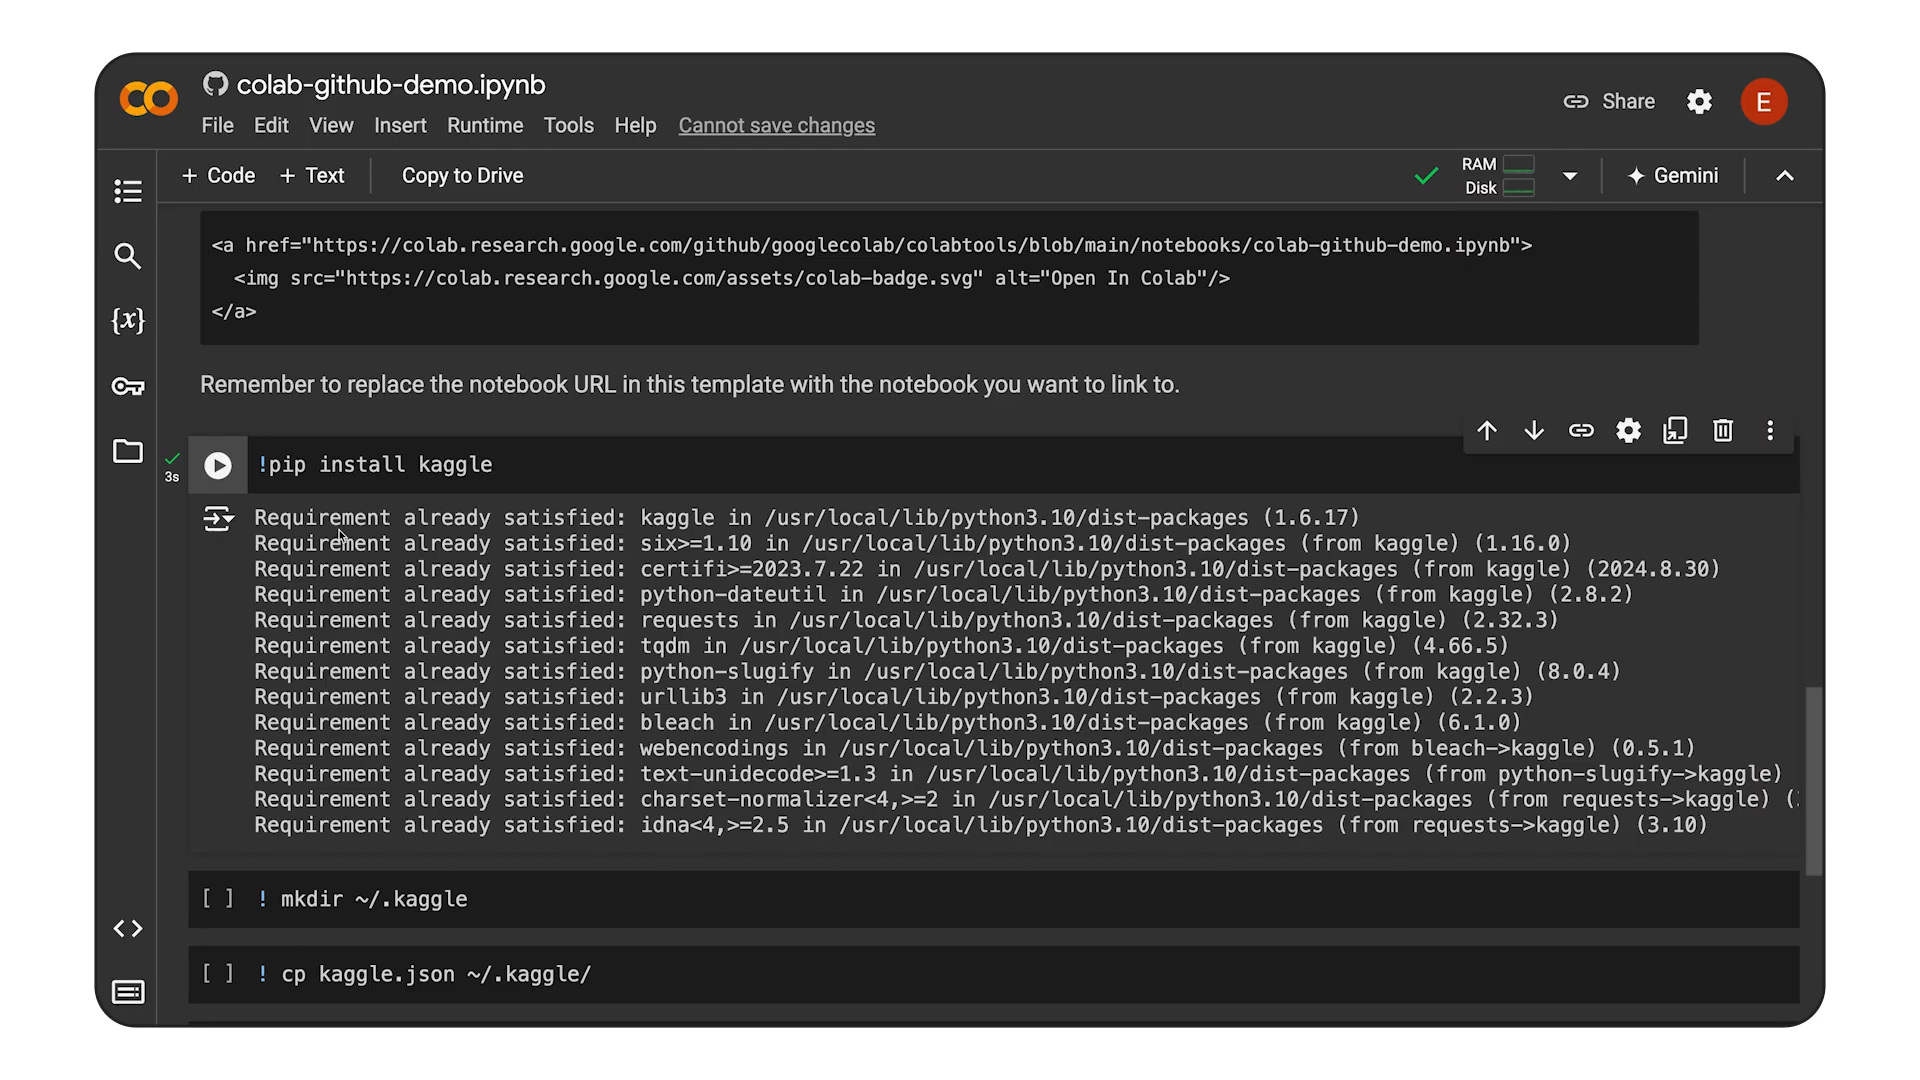 colab-github-demo.ipynb
File Edit View Insert Runtime Tools Help Cannot save changes
Share
E
+ Code + Text Copy to Drive
RAM
Disk
Gemini
<a href="https://colab.research.google.com/github/googlecolab/colabtools/blob/main/notebooks/colab-github-demo.ipynb">
<img src="https://colab.research.google.com/assets/colab-badge.svg" alt="Open In Colab"/>
</a>
Remember to replace the notebook URL in this template with the notebook you want to link to.
{x}
3s
!pip install kaggle
Requirement already satisfied: kaggle in /usr/local/lib/python3.10/dist-packages (1.6.17)
Requirement already satisfied: six>=1.10 in /usr/local/lib/python3.10/dist-packages (from kaggle) (1.16.0)
Requirement already satisfied: certifi>=2023.7.22 in /usr/local/lib/python3.10/dist-packages (from kaggle) (2024.8.30)
Requirement already satisfied: python-dateutil in /usr/local/lib/python3.10/dist-packages (from kaggle) (2.8.2)
Requirement already satisfied: requests in /usr/local/lib/python3.10/dist-packages (from kaggle) (2.32.3)
Requirement already satisfied: tqdm in /usr/local/lib/python3.10/dist-packages (from kaggle) (4.66.5)
Requirement already satisfied: python-slugify in /usr/local/lib/python3.10/dist-packages (from kaggle) (8.0.4)
Requirement already satisfied: urllib3 in /usr/local/lib/python3.10/dist-packages (from kaggle) (2.2.3)
Requirement already satisfied: bleach in /usr/local/lib/python3.10/dist-packages (from kaggle) (6.1.0)
Requirement already satisfied: webencodings in /usr/local/lib/python3.10/dist-packages (from bleach->kaggle) (0.5.1)
Requirement already satisfied: text-unidecode>=1.3 in /usr/local/lib/python3.10/dist-packages (from python-slugify->kaggle)
Requirement already satisfied: charset-normalizer<4,>=2 in /usr/local/lib/python3.10/dist-packages (from requests->kaggle) (
Requirement already satisfied: idna<4,>=2.5 in /usr/local/lib/python3.10/dist-packages (from requests->kaggle) (3.10)
[ ] ! mkdir ~/.kaggle
[ ] ! cp kaggle.json ~/.kaggle/